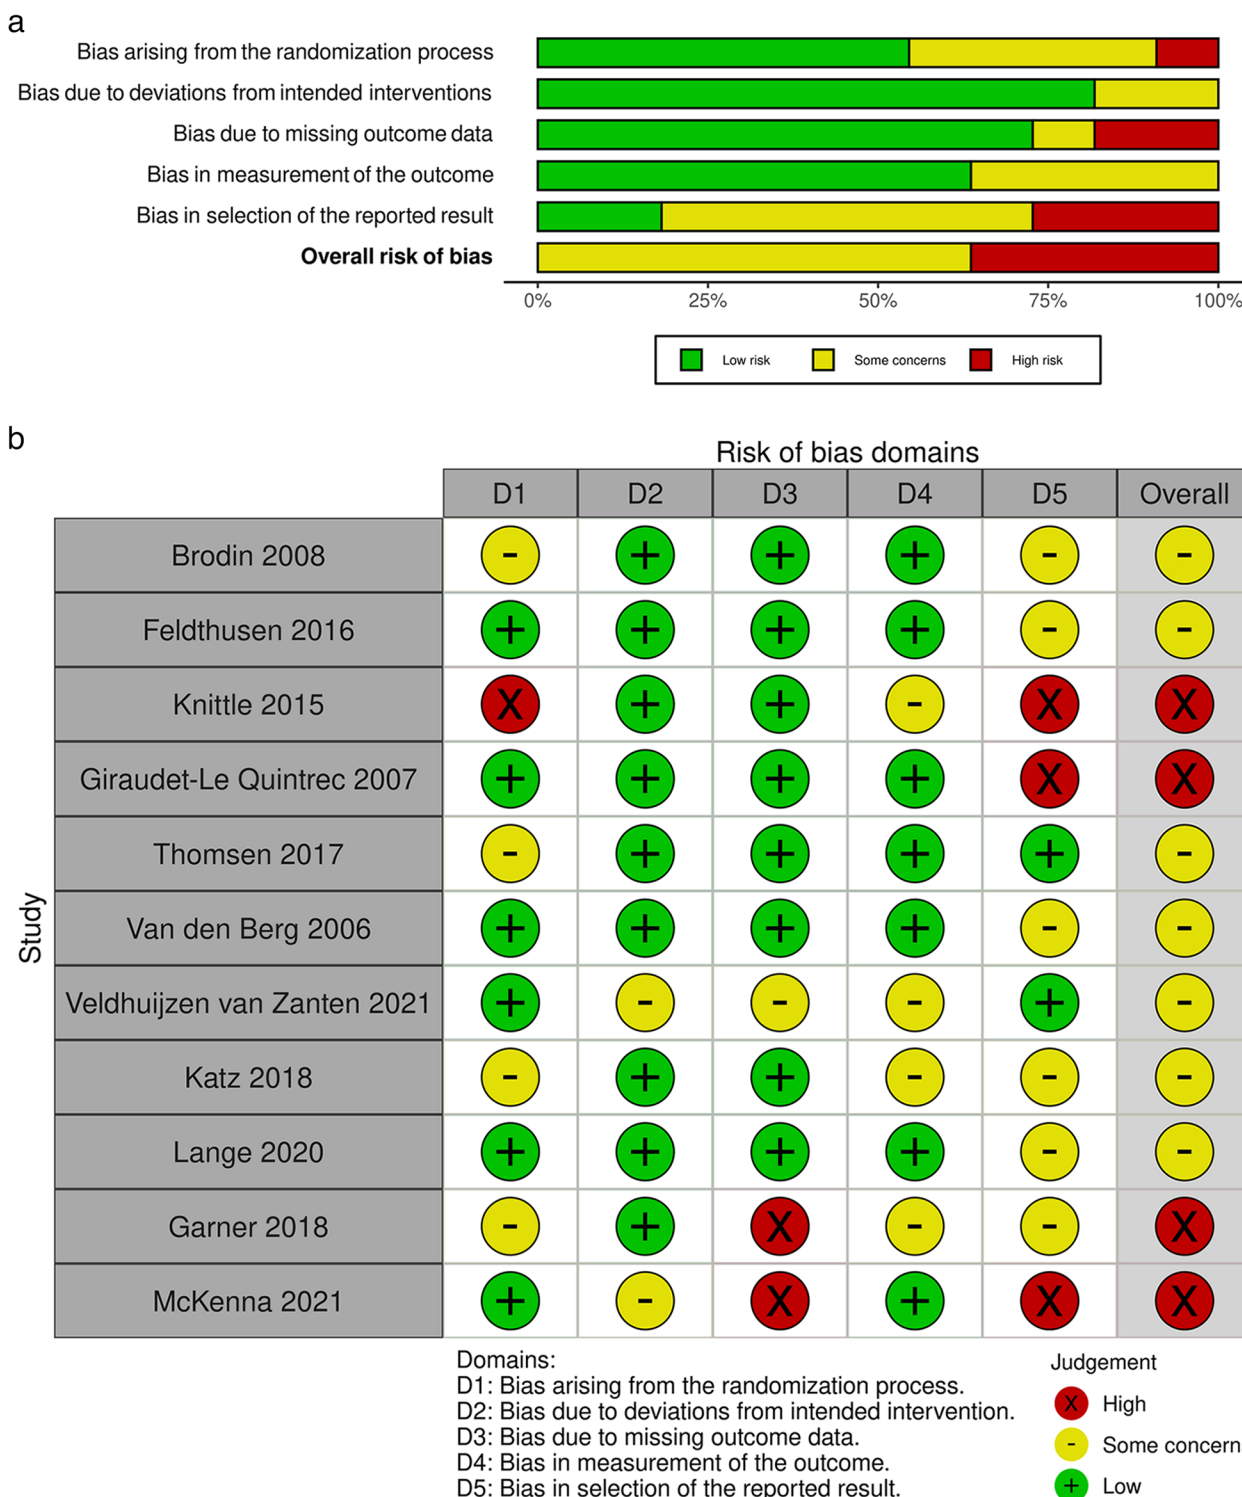 a
Bias arising from the randomization process
Bias due to deviations from intended interventions
Bias due to missing outcome data
Bias in measurement of the outcome
Bias in selection of the reported result
Overall risk of bias
0% 25% 50% 75% 100%
Low risk Some concerns High risk
b
Risk of bias domains
D1 D2 D3 D4 D5 Overall
Study
Brodin 2008 - + + + - -
Feldthusen 2016 + + + + - -
Knittle 2015 X + + - X X
Giraudet-Le Quintrec 2007 + + + + X X
Thomsen 2017 - + + + + -
Van den Berg 2006 + + + + - -
Veldhuijzen van Zanten 2021 + - - - + -
Katz 2018 - + + - - -
Lange 2020 + + + + - -
Garner 2018 - + X - - X
McKenna 2021 + - X + X X
Domains:
D1: Bias arising from the randomization process.
D2: Bias due to deviations from intended intervention.
D3: Bias due to missing outcome data.
D4: Bias in measurement of the outcome.
D5: Bias in selection of the reported result.
Judgement
X High
- Some concern
+ Low